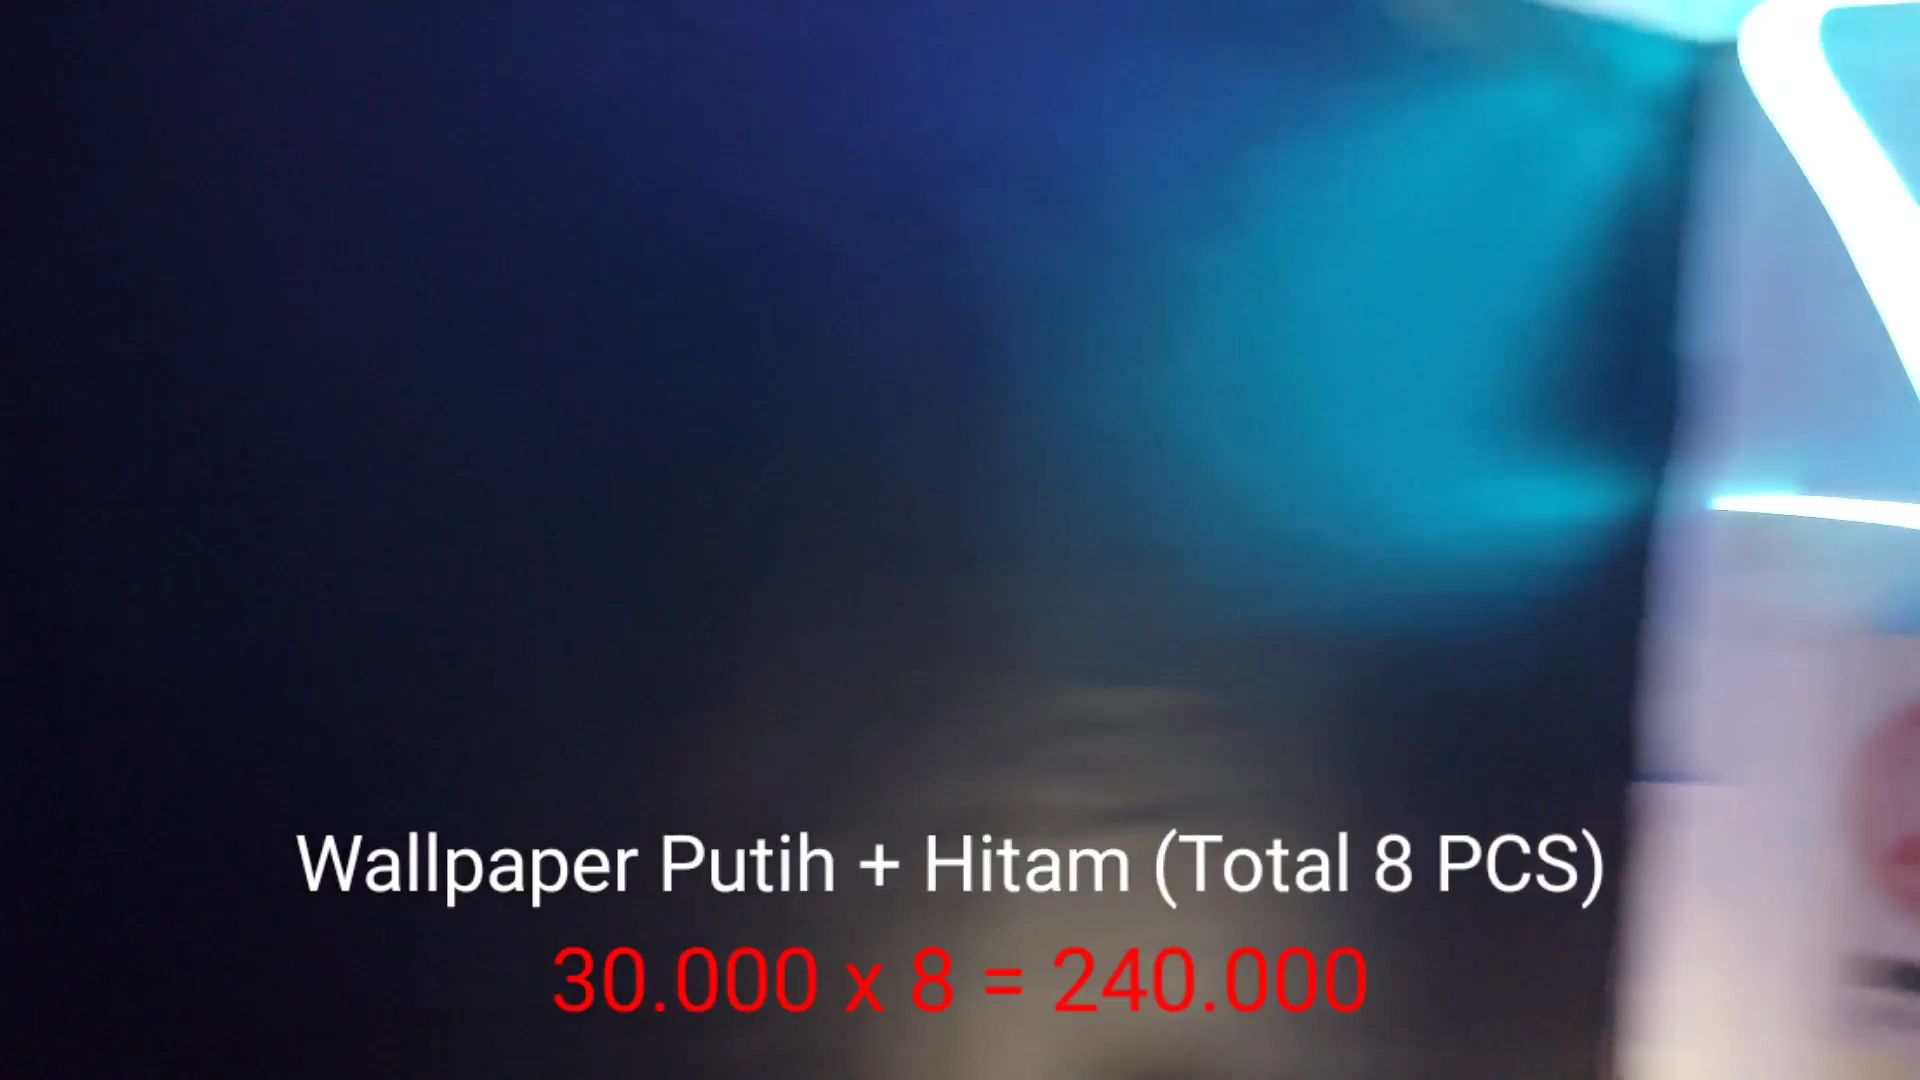 Wallpaper Putih + Hitam (Total 8 PCS)
30.000 x 8 = 240.000